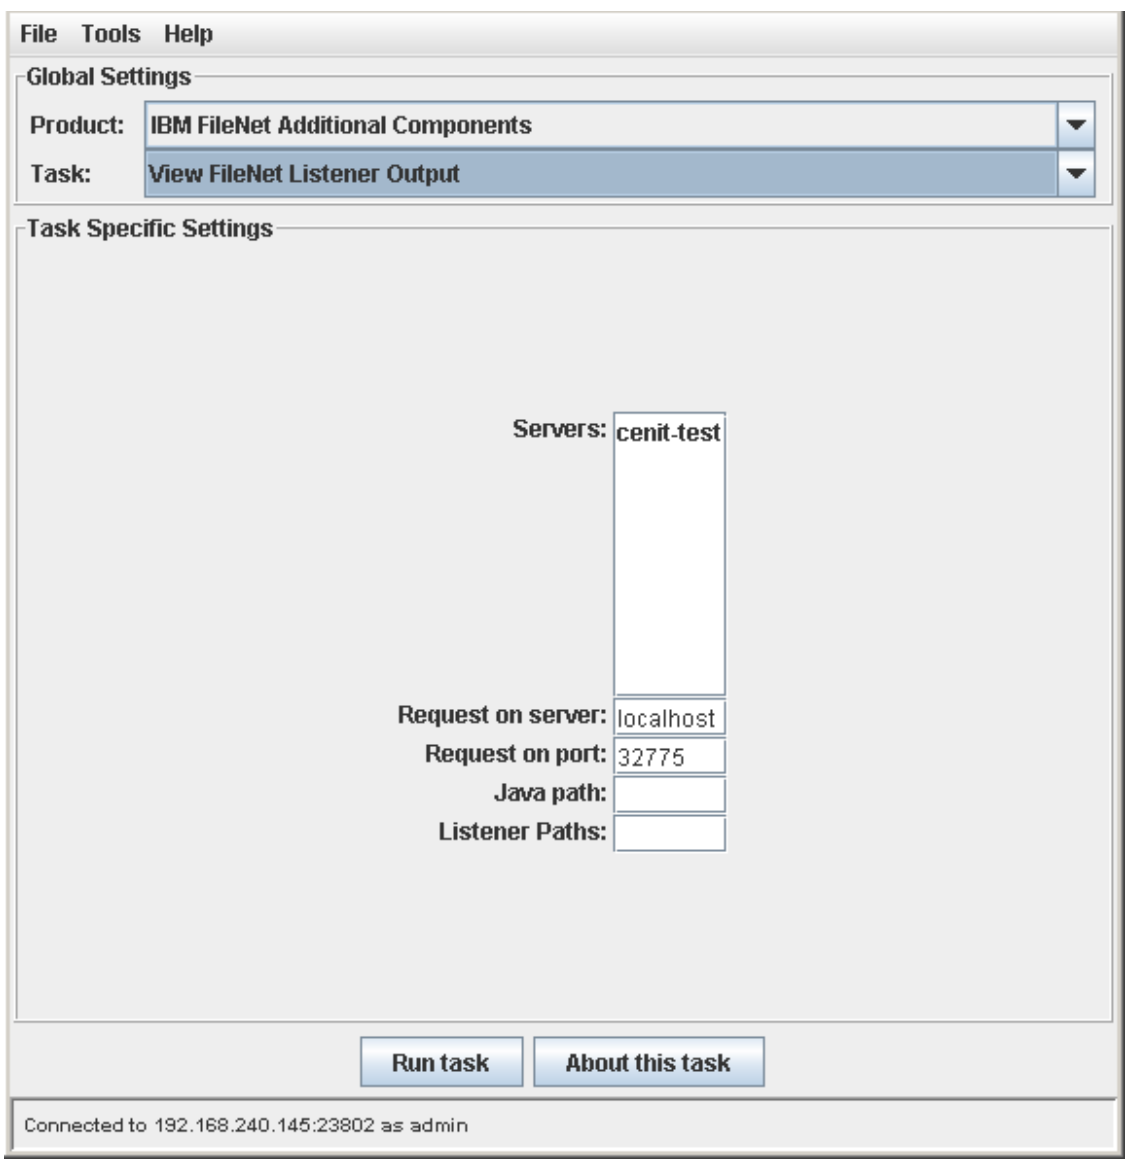 File Tools Help
Global Settings
Product: IBM FileNet Additional Components
Task: View FileNet Listener Output
Task Specific Settings
Servers: cenit-test
Request on server: localhost
Request on port: 32775
Java path:
Listener Paths:
Run task About this task
Connected to 192.168.240.145:23802 as admin